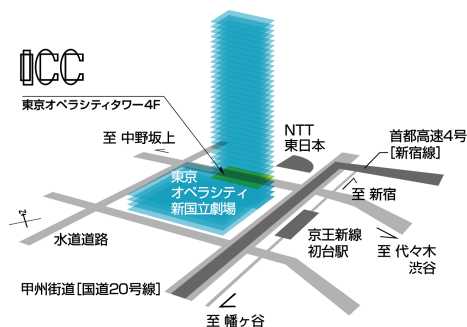 ICC
東京オペラシティタワー4F
至 中野坂上
NTT
東日本
首都高速4号
[新宿線]
東京
オペラシティ
新国立劇場
至 新宿
N
水道道路
京王新線
初台駅
至 代々木
渋谷
甲州街道[国道20号線]
至 幡ヶ谷